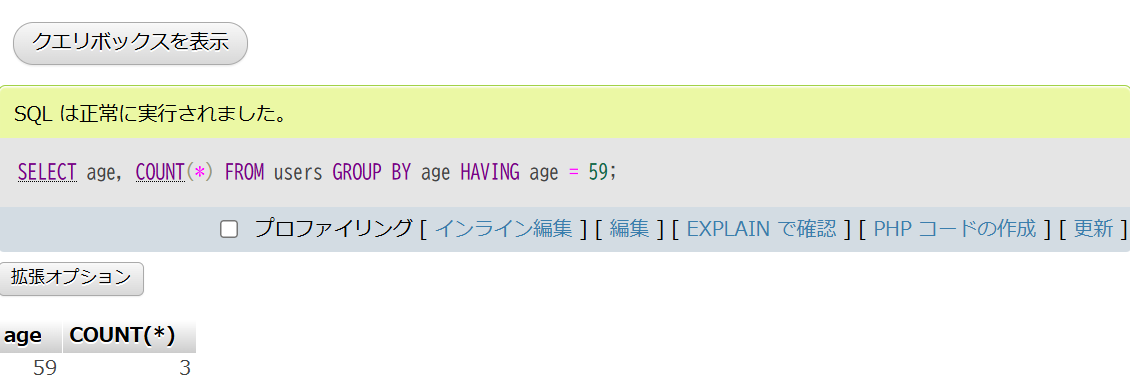 クエリボックスを表示
SQL は正常に実行されました。
SELECT age, COUNT(*) FROM users GROUP BY age HAVING age = 59;
プロファイリング [ インライン編集 ] [ 編集 ] [ EXPLAIN で確認 ] [ PHP コードの作成 ] [ 更新 ]
拡張オプション
age COUNT(*)
59 3